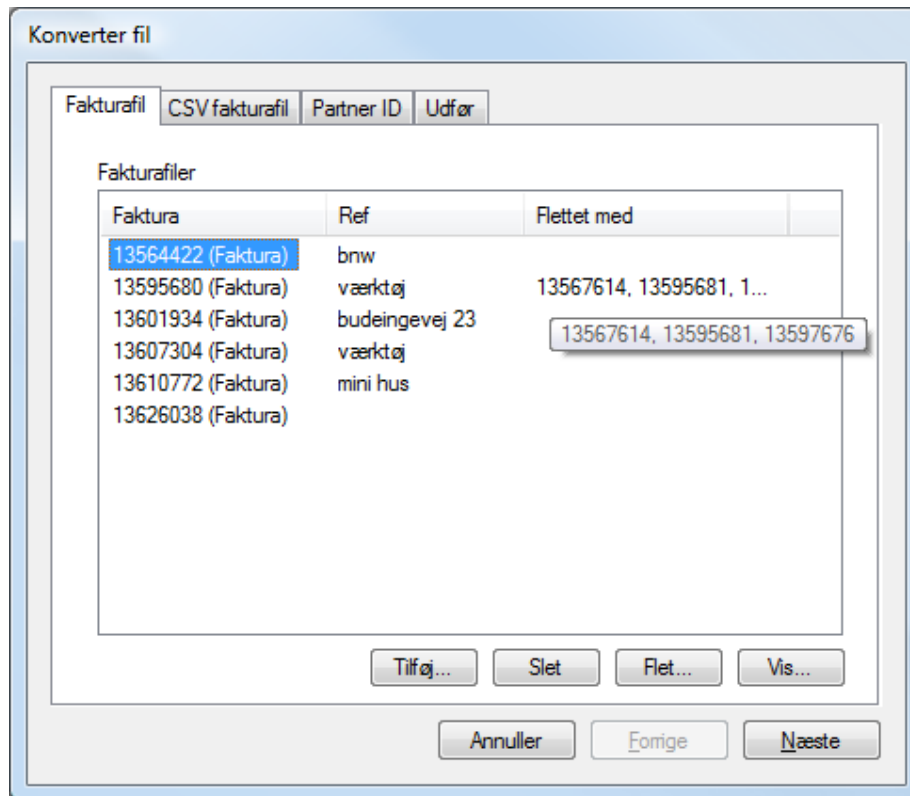 Konverter fil
Fakturafil CSV fakturafil Partner ID Udfør
Fakturafiler
Faktura Ref Flettet med
13564422 (Faktura) bnw
13595680 (Faktura) værktøj 13567614, 13595681, 1...
13601934 (Faktura) budeingevej 23
13567614, 13595681, 13597676
13607304 (Faktura) værktøj
13610772 (Faktura) mini hus
13626038 (Faktura)
Tilføj... Slet Flet... Vis...
Annuller Forrige Næste